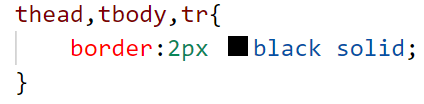 thead,tbody,tr{
    border:2px black solid;
}